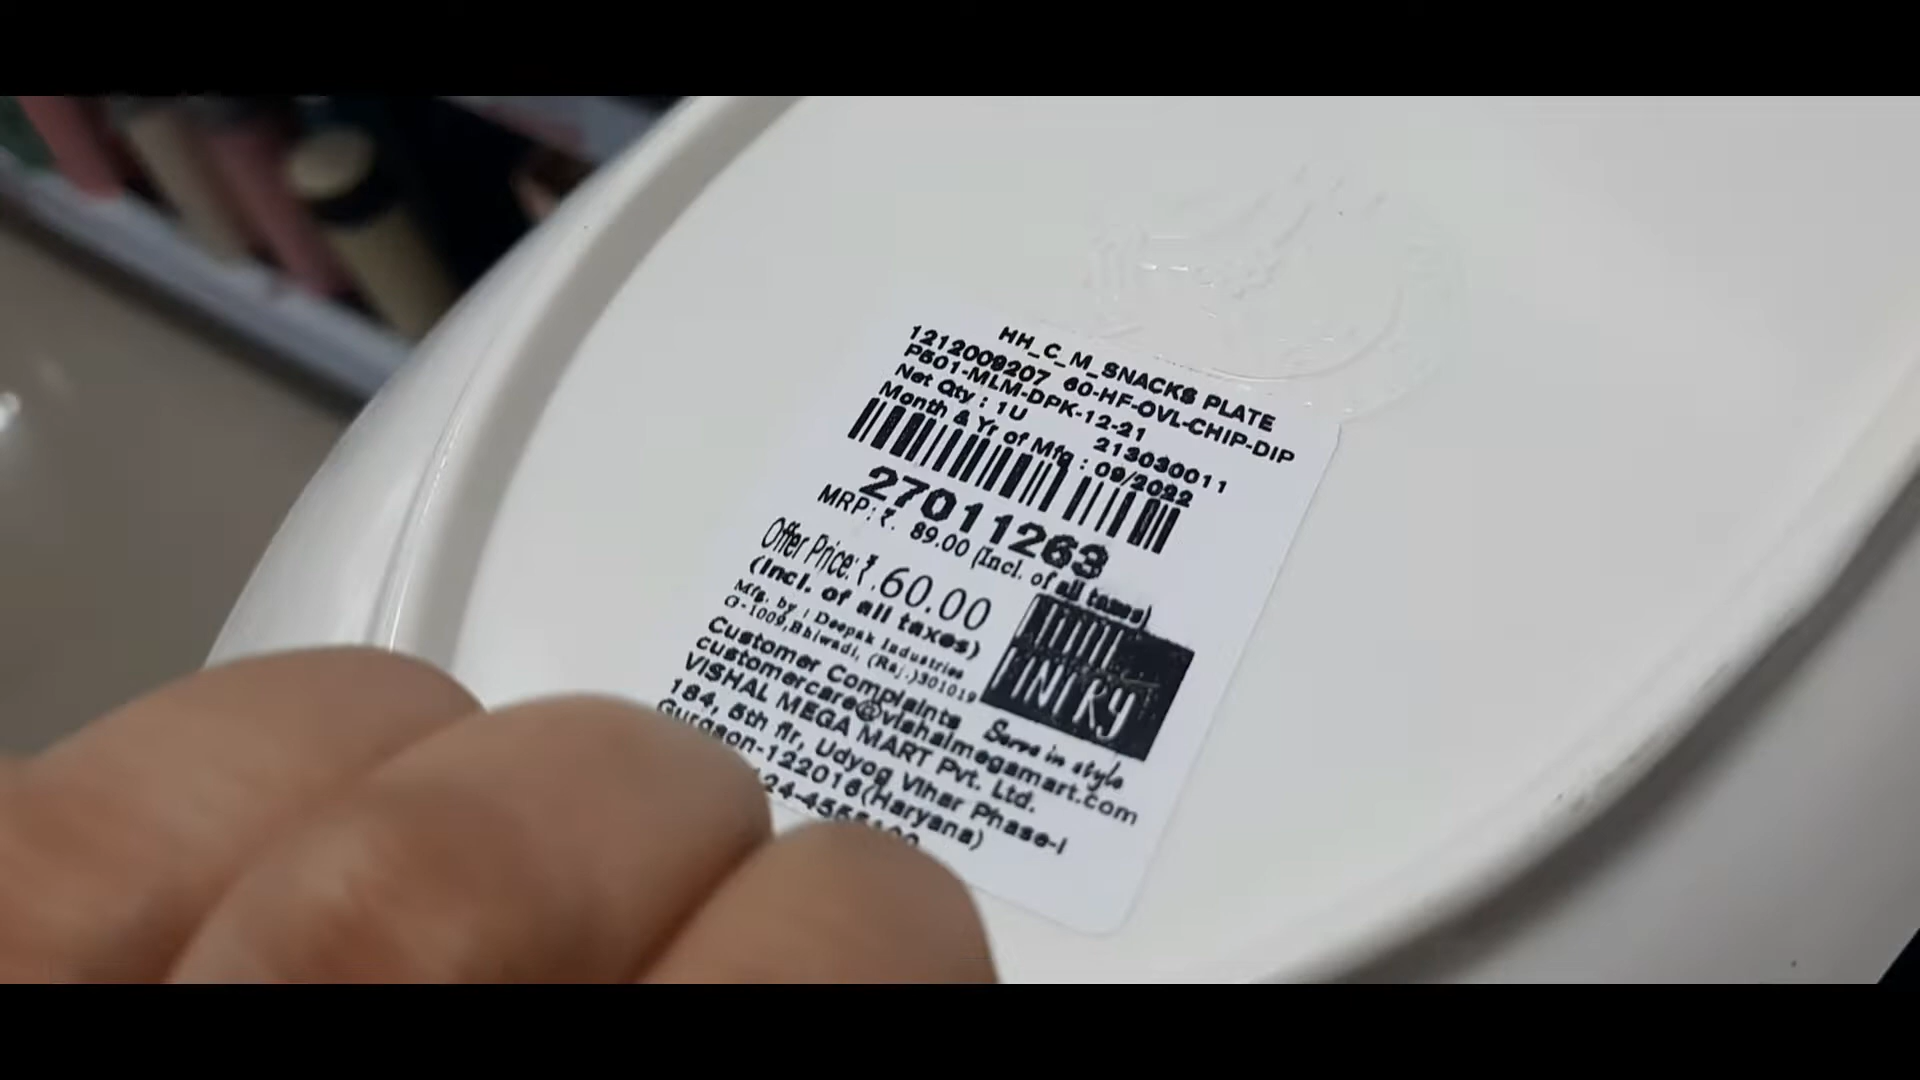 HH_C_M_SNACKS PLATE
1212009207 60-HF-OVL-CHIP-DIP
P501-MLM-DPK-12-21
Net Qty : 1U 213030011
Month & Yr of Mfg : 09/2022
27011263
MRP: ₹. 89.00 (Incl. of all taxes)
Offer Price: ₹.60.00
(Incl. of all taxes)
Mfg. by : Deepak Industries
G-1009,Bhiwadi, (Raj.)301019
FINERY
Serve in style
Customer Complaints
customercare@vishalmegamart.com
VISHAL MEGA MART Pvt. Ltd.
184, 5th flr, Udyog Vihar Phase-I
Gurgaon-122016(Haryana)